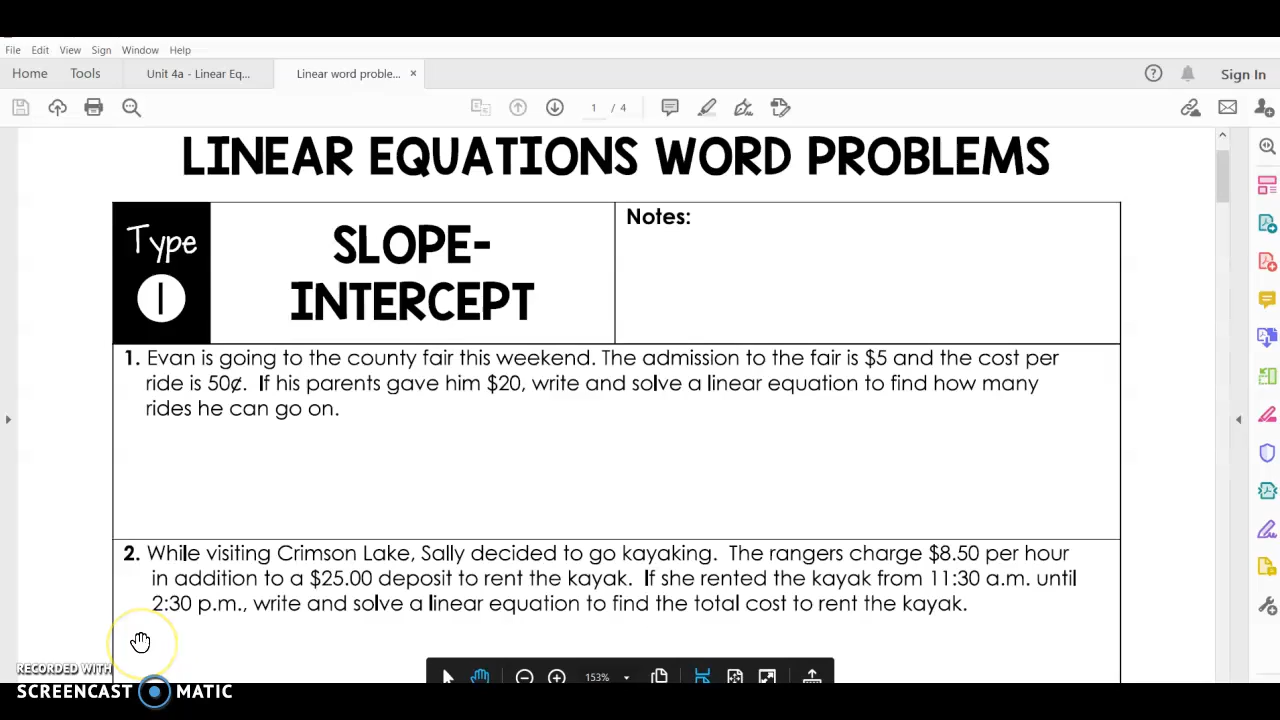 File Edit View Sign Window Help
Home Tools Unit 4a - Linear Eq... Linear word proble... × Sign In
1 / 4
LINEAR EQUATIONS WORD PROBLEMS
Type
1
SLOPE-
INTERCEPT
Notes:
1. Evan is going to the county fair this weekend. The admission to the fair is $5 and the cost per
ride is 50¢. If his parents gave him $20, write and solve a linear equation to find how many
rides he can go on.
2. While visiting Crimson Lake, Sally decided to go kayaking. The rangers charge $8.50 per hour
in addition to a $25.00 deposit to rent the kayak. If she rented the kayak from 11:30 a.m. until
2:30 p.m., write and solve a linear equation to find the total cost to rent the kayak.
153%
RECORDED WITH
SCREENCAST MATIC